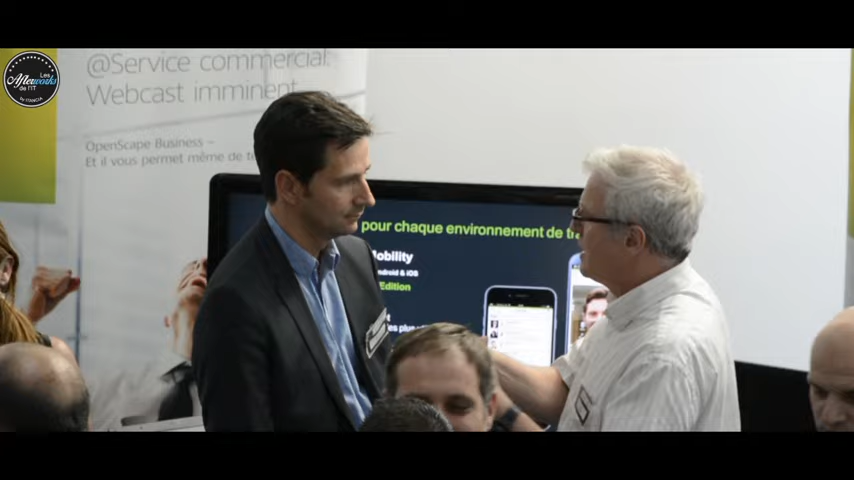 Les
Afterworks
de l'IT
@Service commercial:
Webcast imminent
OpenScape Business –
Et il vous permet même de
pour chaque environnement de
Mobility
Android & iOS
Edition